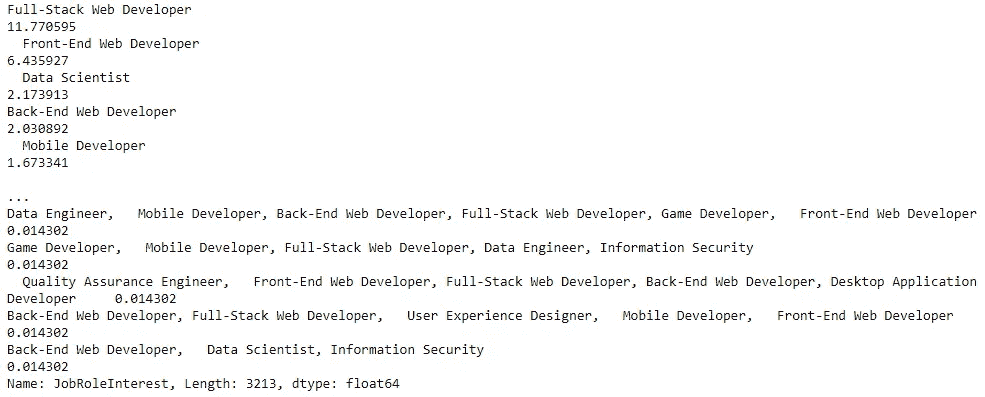 Full-Stack Web Developer
11.770595
  Front-End Web Developer
6.435927
  Data Scientist
2.173913
Back-End Web Developer
2.030892
  Mobile Developer
1.673341
...
Data Engineer,   Mobile Developer, Back-End Web Developer, Full-Stack Web Developer, Game Developer,   Front-End Web Developer
0.014302
Game Developer,   Mobile Developer, Full-Stack Web Developer, Data Engineer, Information Security
0.014302
  Quality Assurance Engineer,   Front-End Web Developer, Full-Stack Web Developer, Back-End Web Developer, Desktop Application
Developer     0.014302
Back-End Web Developer, Full-Stack Web Developer,   User Experience Designer,   Mobile Developer,   Front-End Web Developer
0.014302
Back-End Web Developer,   Data Scientist, Information Security
0.014302
Name: JobRoleInterest, Length: 3213, dtype: float64